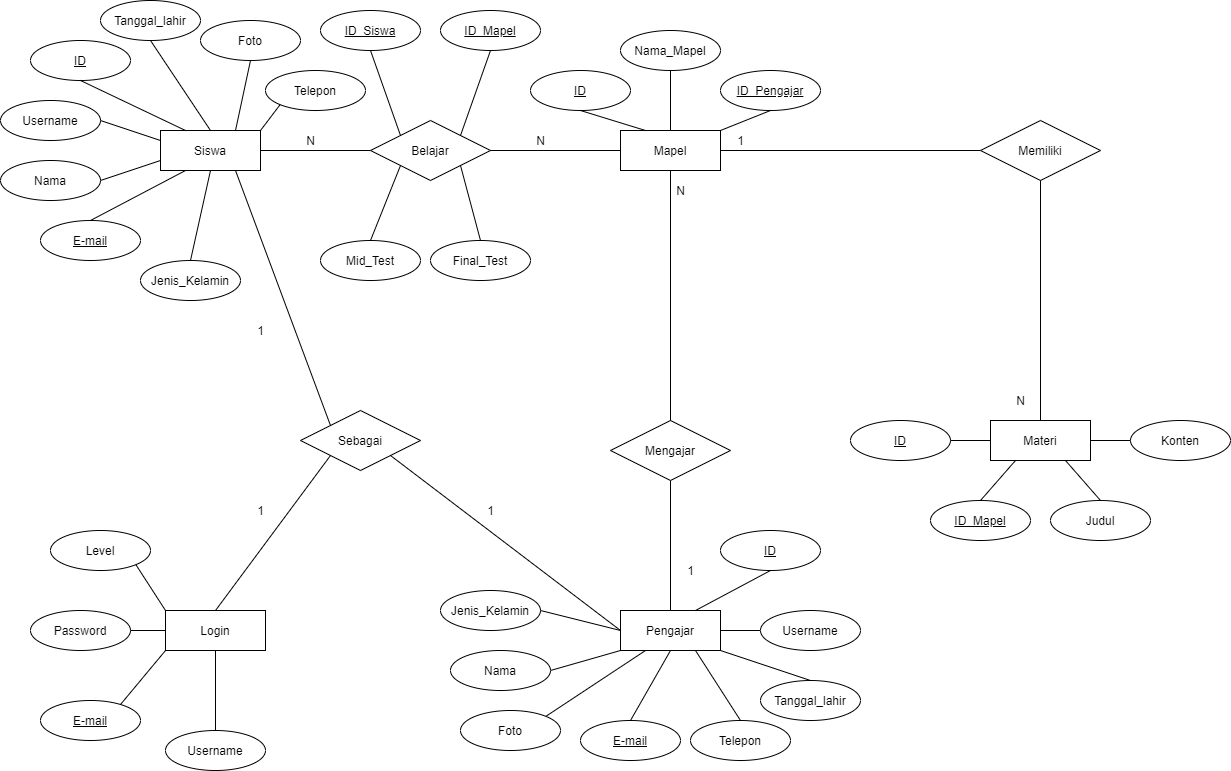 Tanggal_lahir
Foto
ID
Telepon
Username
Siswa
Nama
E-mail
Jenis_Kelamin
N
ID_Siswa
ID_Mapel
Belajar
Mid_Test
Final_Test
N
Nama_Mapel
ID
ID_Pengajar
Mapel
1
Memiliki
N
N
1
Sebagai
Mengajar
ID
Materi
Konten
ID_Mapel
Judul
1
1
1
Level
Password
Login
E-mail
Username
ID
Jenis_Kelamin
Pengajar
Username
Nama
Tanggal_lahir
Foto
E-mail
Telepon